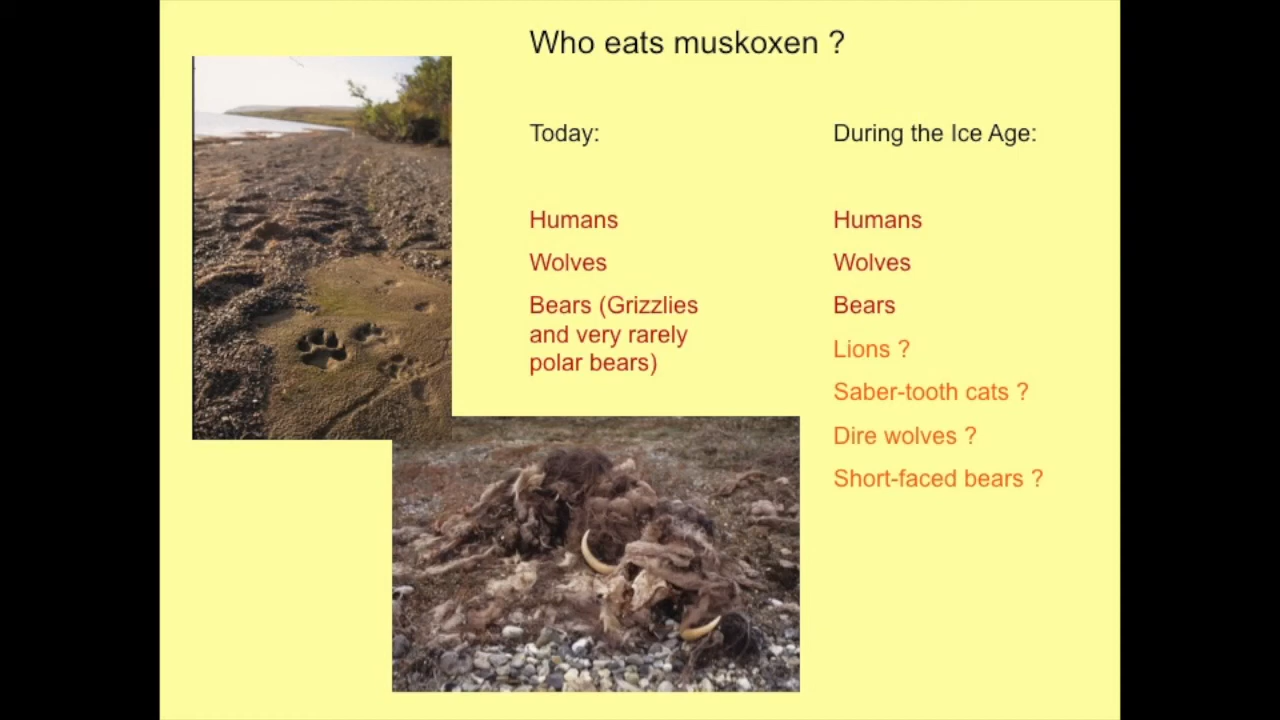 Who eats muskoxen ?
Today:
Humans
Wolves
Bears (Grizzlies
and very rarely
polar bears)
During the Ice Age:
Humans
Wolves
Bears
Lions ?
Saber-tooth cats ?
Dire wolves ?
Short-faced bears ?